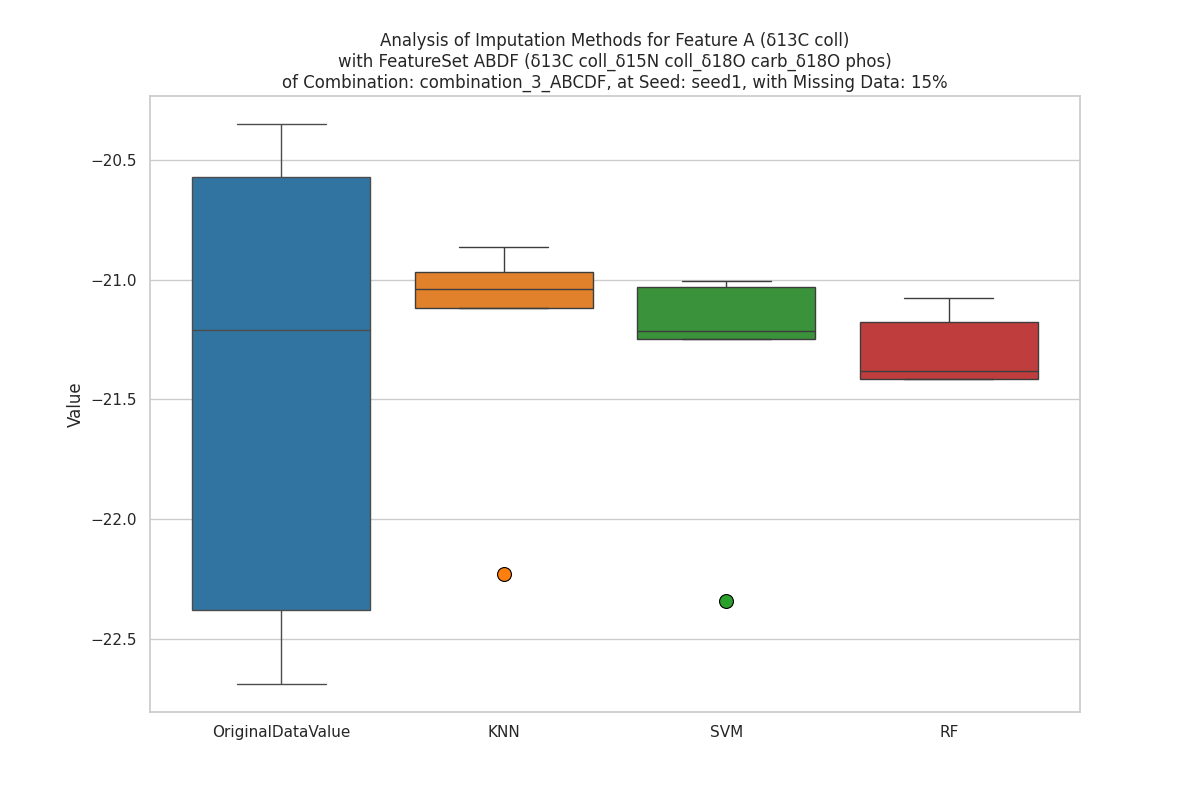 Analysis of Imputation Methods for Feature A (δ13C coll)
with FeatureSet ABDF (δ13C coll_δ15N coll_δ18O carb_δ18O phos)
of Combination: combination_3_ABCDF, at Seed: seed1, with Missing Data: 15%
−20.5
−21.0
−21.5
−22.0
−22.5
Value
OriginalDataValue
KNN
SVM
RF